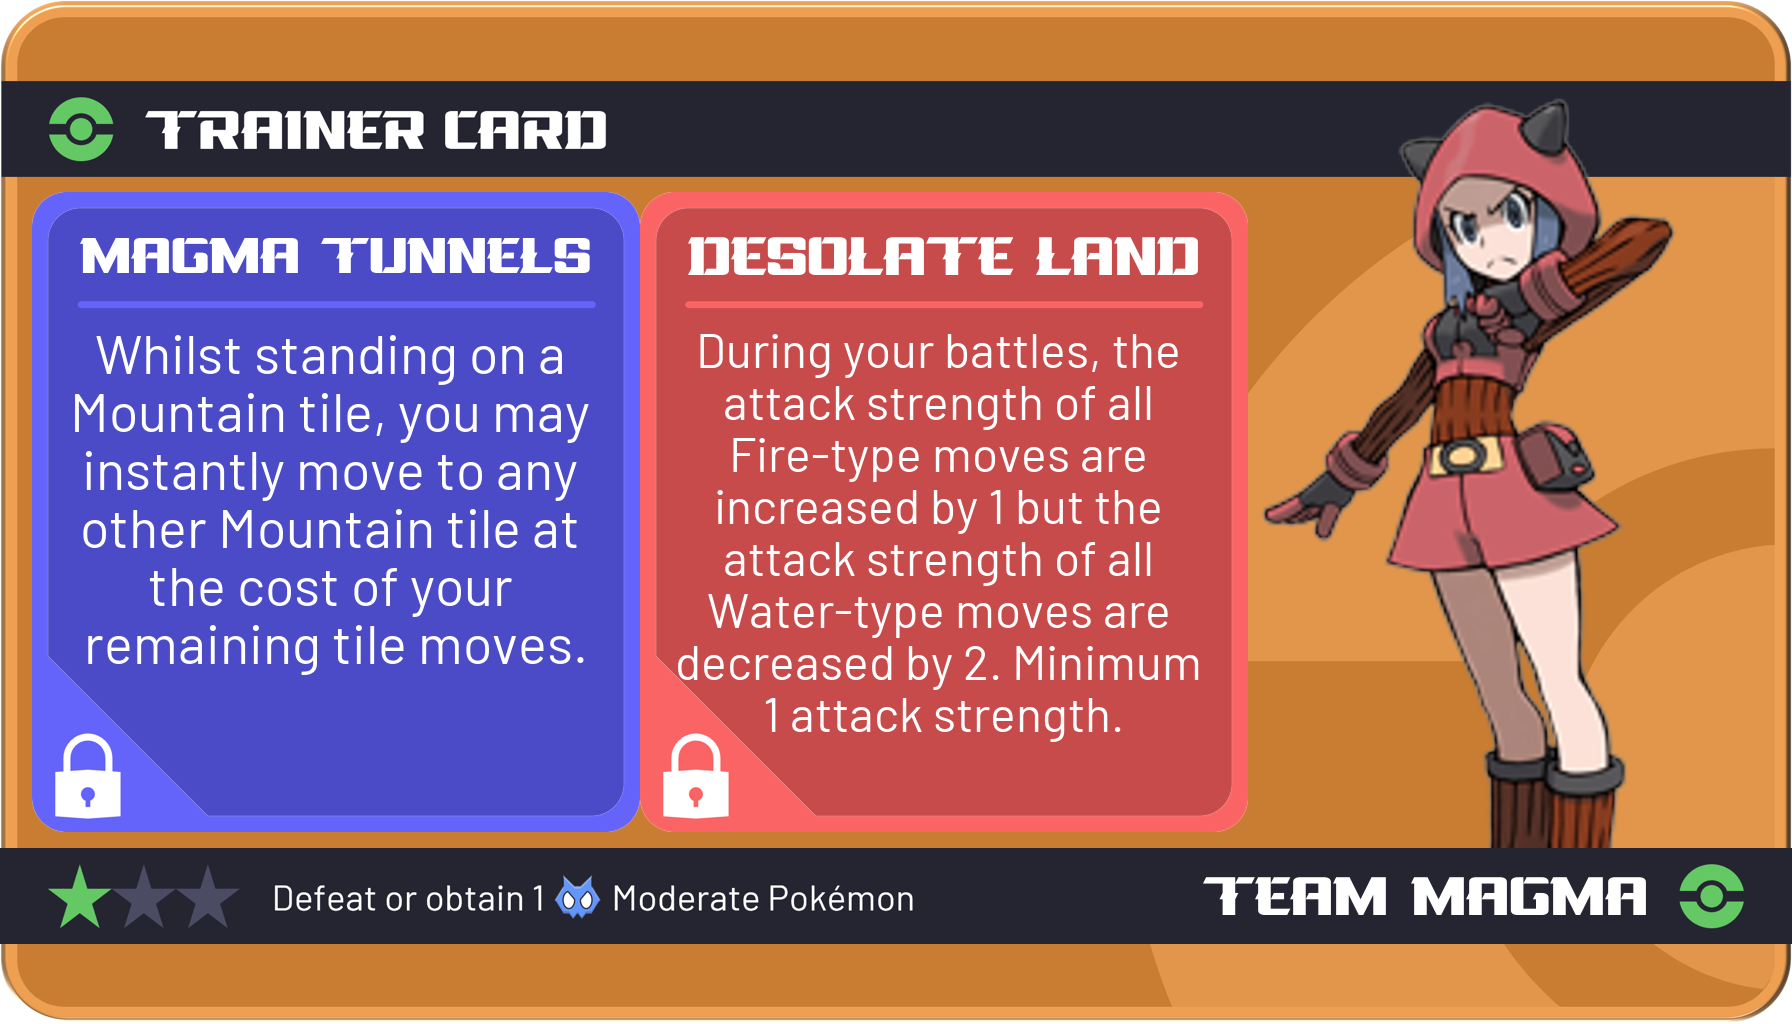 TRAINER CARD
MAGMA TUNNELS
Whilst standing on a
Mountain tile, you may
instantly move to any
other Mountain tile at
the cost of your
remaining tile moves.
DESOLATE LAND
During your battles, the
attack strength of all
Fire-type moves are
increased by 1 but the
attack strength of all
Water-type moves are
decreased by 2. Minimum
1 attack strength.
Defeat or obtain 1 Moderate Pokémon
TEAM MAGMA